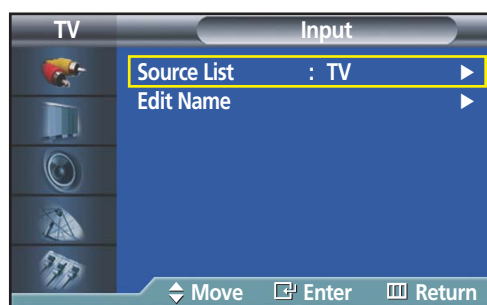 TV Input
Source List : TV
Edit Name
Move Enter Return